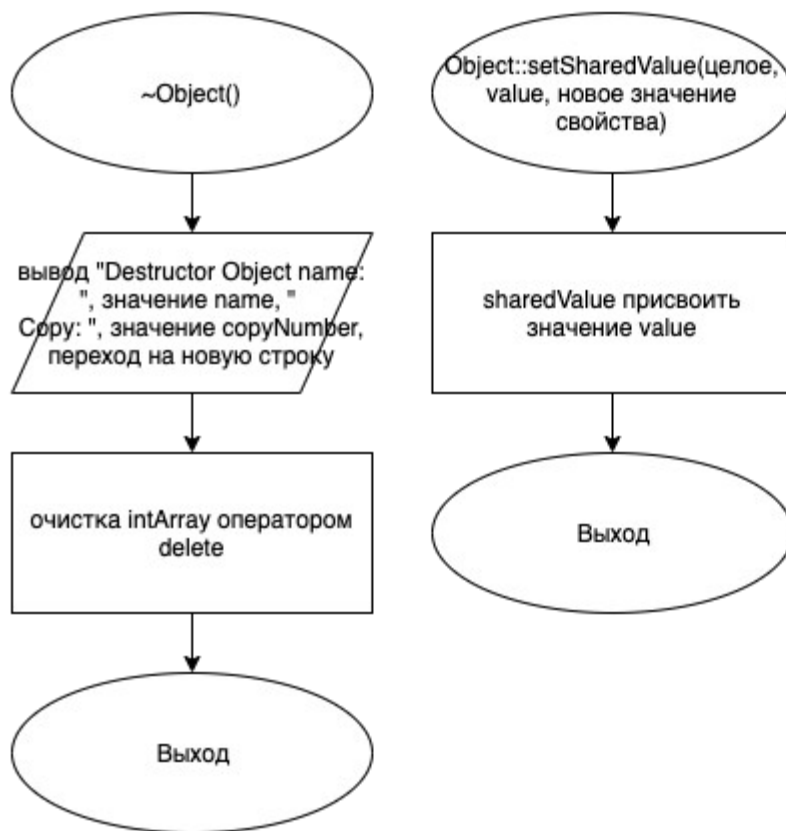 ~Object()
вывод "Destructor Object name:
", значение name, "
Copy: ", значение copyNumber,
переход на новую строку
очистка intArray оператором
delete
Выход
Object::setSharedValue(целое,
value, новое значение
свойства)
sharedValue присвоить
значение value
Выход